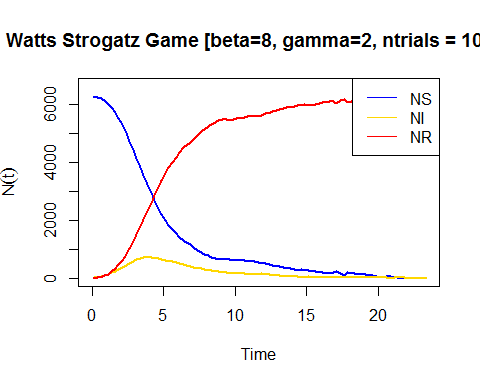 Watts Strogatz Game [beta=8, gamma=2, ntrials = 10
6000
4000
2000
0
N(t)
NS
NI
NR
0 5 10 15 20
Time